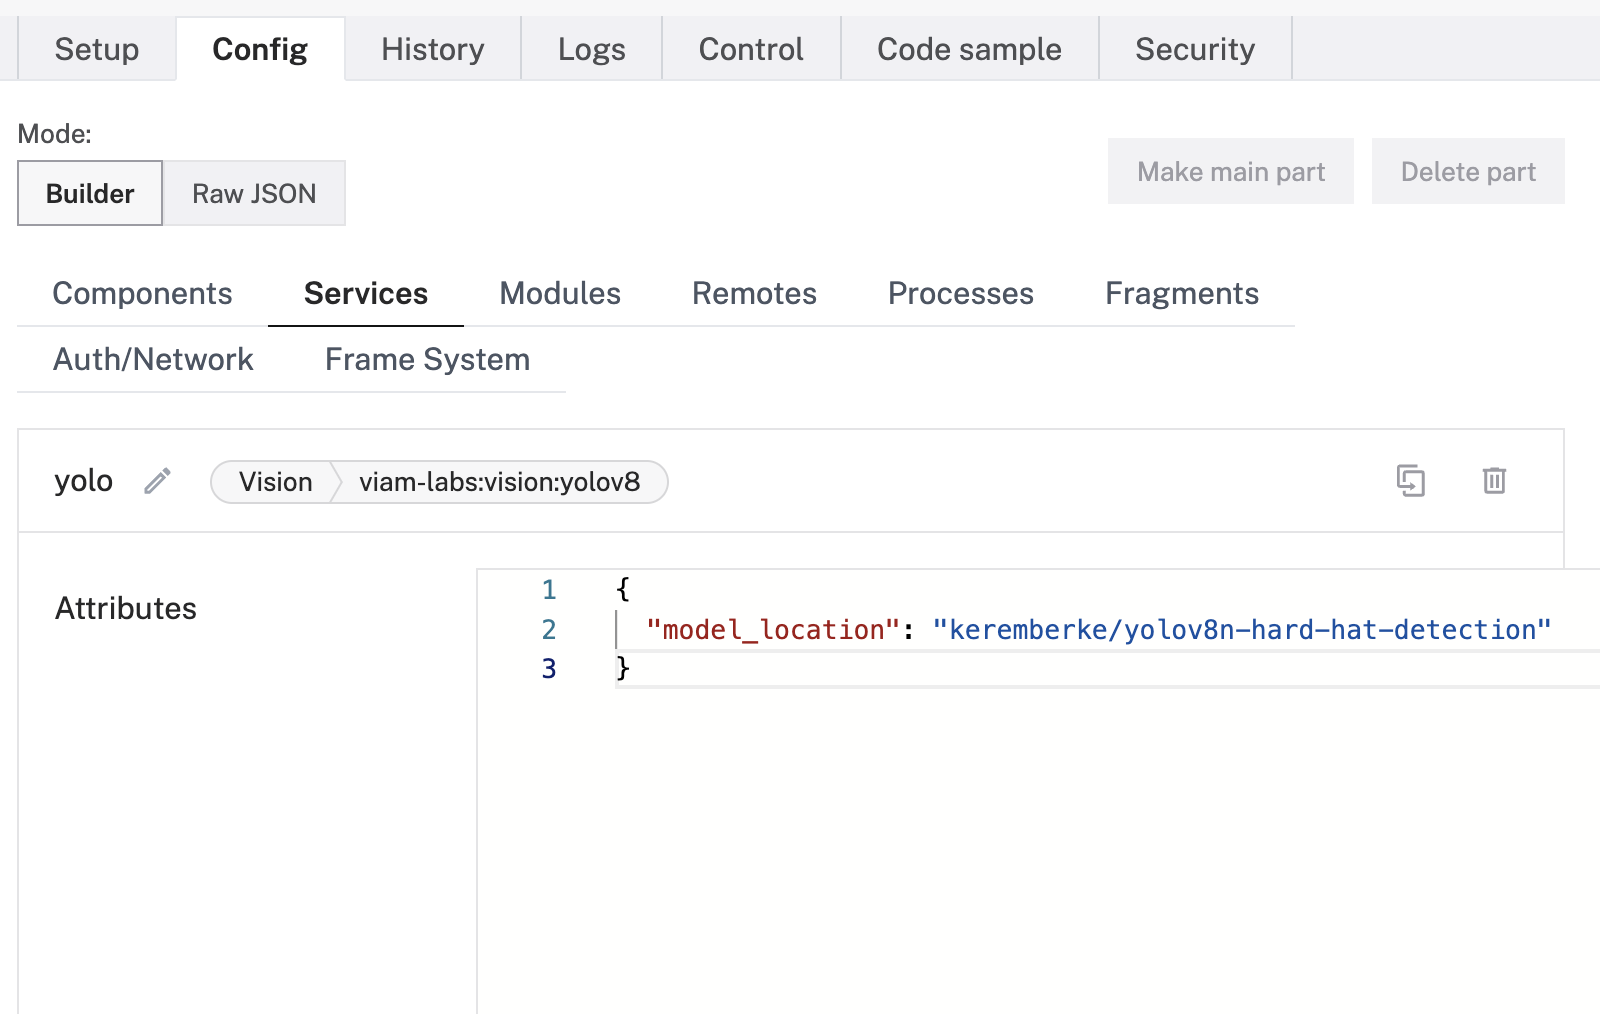 Setup Config History Logs Control Code sample Security
Mode:
Builder Raw JSON Make main part Delete part
Components Services Modules Remotes Processes Fragments
Auth/Network Frame System
yolo Vision viam-labs:vision:yolov8
Attributes
1 {
2 "model_location": "keremberke/yolov8n-hard-hat-detection"
3 }